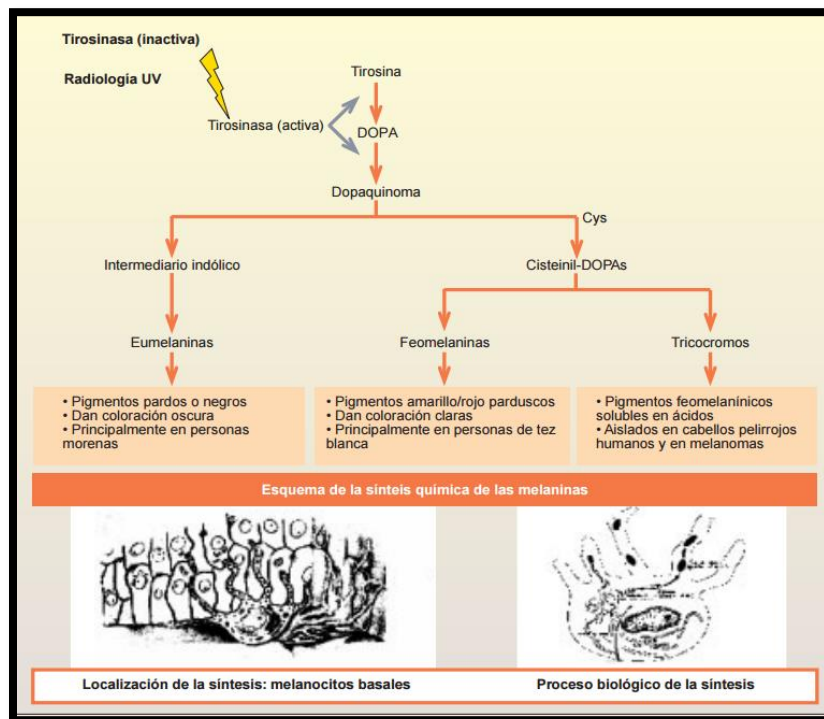 Tirosinasa (inactiva)
Radiología UV
Tirosina
Tirosinasa (activa)
DOPA
Dopaquinoma
Cys
Intermediario indólico
Cisteinil-DOPAs
Eumelaninas
Feomelaninas
Tricocromos
• Pigmentos pardos o negros
• Dan coloración oscura
• Principalmente en personas
morenas
• Pigmentos amarillo/rojo parduscos
• Dan coloración claras
• Principalmente en personas de tez
blanca
• Pigmentos feomelanínicos
solubles en ácidos
• Aislados en cabellos pelirrojos
humanos y en melanomas
Esquema de la sínteis química de las melaninas
Localización de la síntesis: melanocitos basales
Proceso biológico de la síntesis